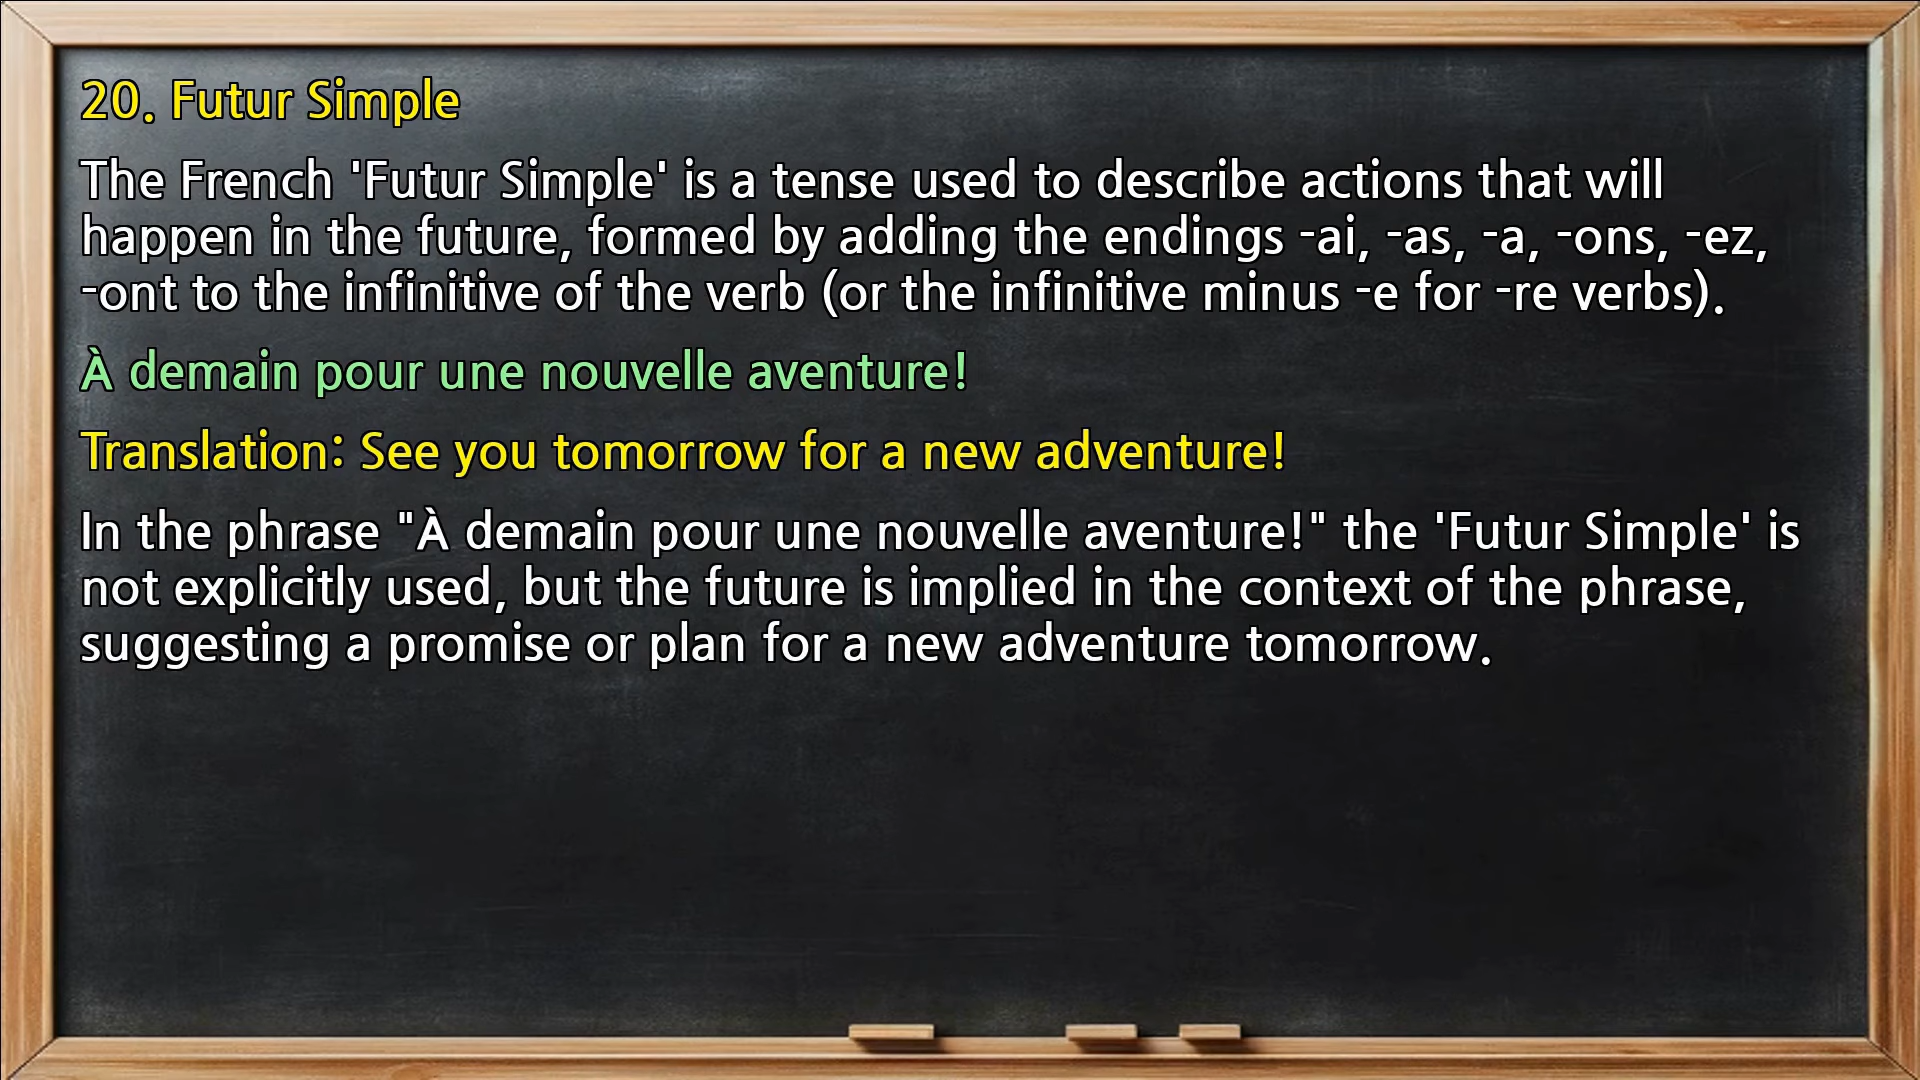 20. Futur Simple
The French 'Futur Simple' is a tense used to describe actions that will
happen in the future, formed by adding the endings -ai, -as, -a, -ons, -ez,
-ont to the infinitive of the verb (or the infinitive minus -e for -re verbs).
À demain pour une nouvelle aventure!
Translation: See you tomorrow for a new adventure!
In the phrase "À demain pour une nouvelle aventure!" the 'Futur Simple' is
not explicitly used, but the future is implied in the context of the phrase,
suggesting a promise or plan for a new adventure tomorrow.